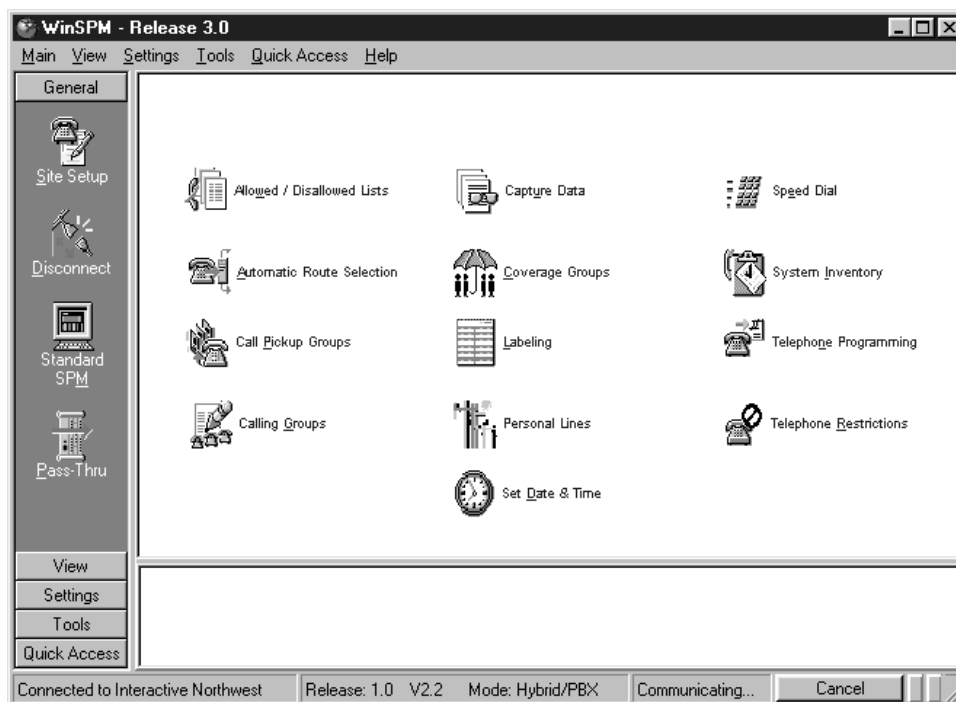 WinSPM - Release 3.0
Main View Settings Tools Quick Access Help
General
Site Setup
Disconnect
Standard
SPM
Pass-Thru
View
Settings
Tools
Quick Access
Allowed / Disallowed Lists
Capture Data
Speed Dial
Automatic Route Selection
Coverage Groups
System Inventory
Call Pickup Groups
Labeling
Telephone Programming
Calling Groups
Personal Lines
Telephone Restrictions
Set Date & Time
Connected to Interactive Northwest
Release: 1.0 V2.2 Mode: Hybrid/PBX
Communicating...
Cancel